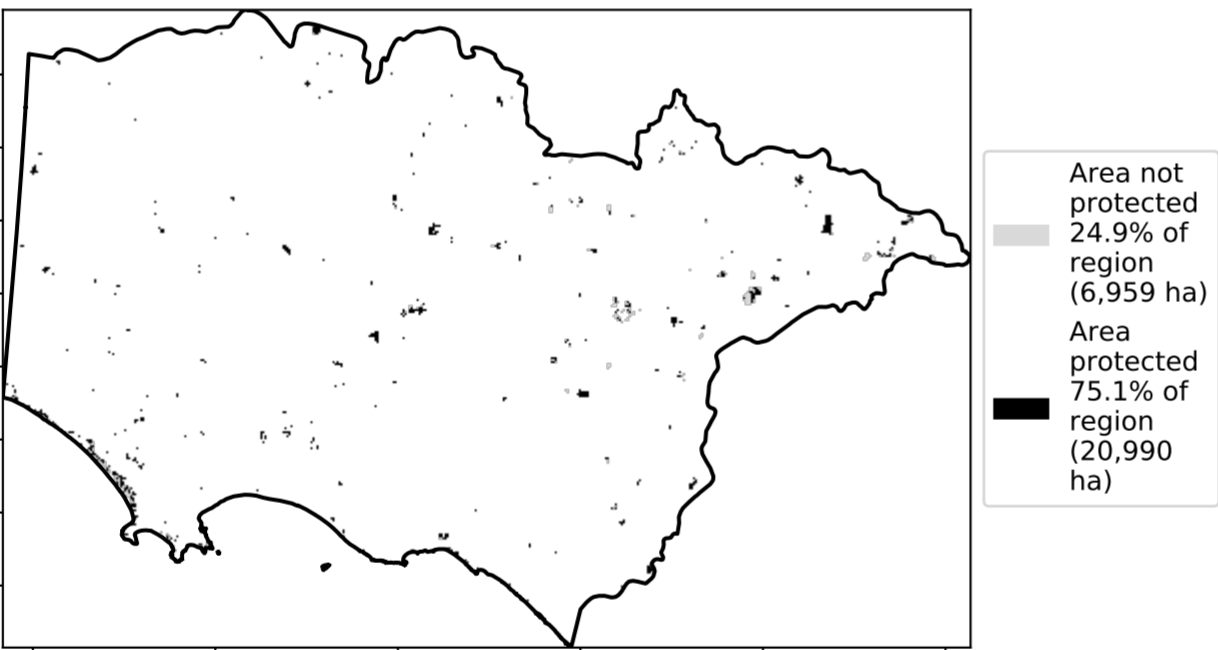 Area not
protected
24.9% of
region
(6,959 ha)
Area
protected
75.1% of
region
(20,990
ha)